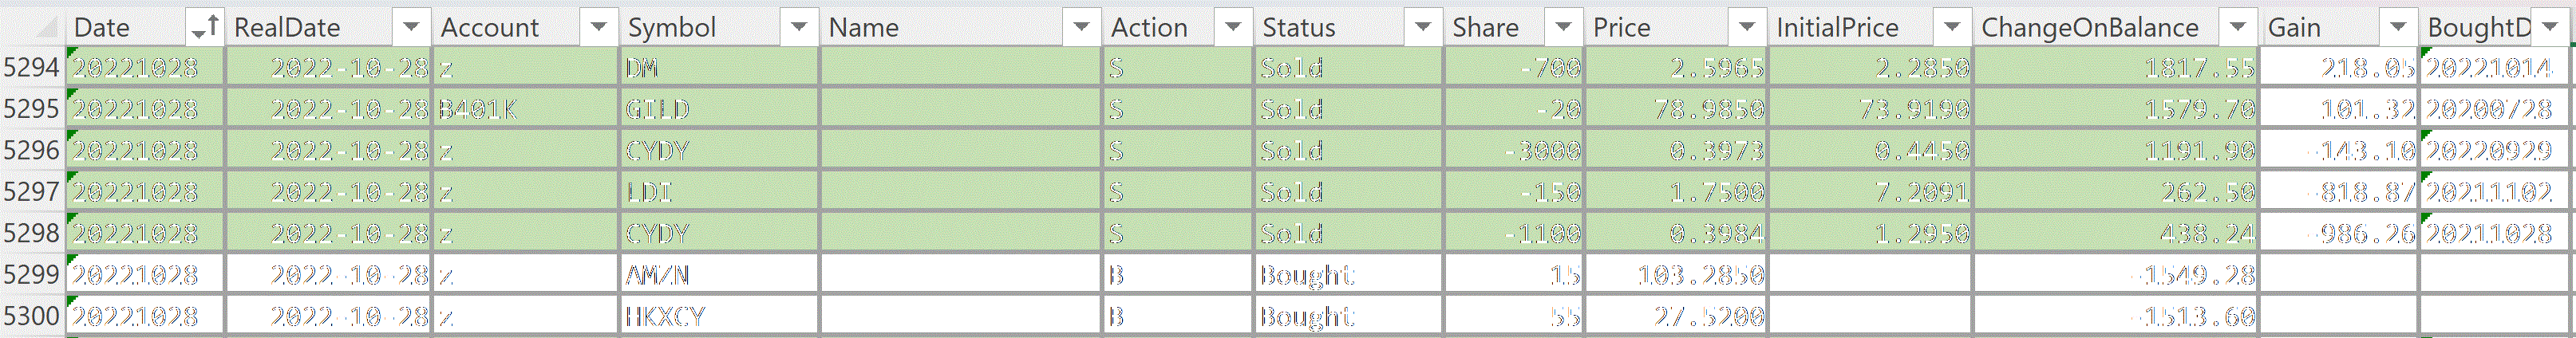 Date RealDate Account Symbol Name Action Status Share Price InitialPrice ChangeOnBalance Gain BoughtD
5294 20221028 2022-10-28 z DM S Sold -700 2.5965 2.2850 1817.55 218.05 20221014
5295 20221028 2022-10-28 B401K GILD S Sold -20 78.9850 73.9190 1579.70 101.32 20200728
5296 20221028 2022-10-28 z CYDY S Sold -3000 0.3973 0.4450 1191.90 -143.10 20220929
5297 20221028 2022-10-28 z LDI S Sold -150 1.7500 7.2091 262.50 -818.87 20211102
5298 20221028 2022-10-28 z CYDY S Sold -1100 0.3984 1.2950 438.24 -986.26 20211028
5299 20221028 2022-10-28 z AMZN B Bought 15 103.2850 -1549.28
5300 20221028 2022-10-28 z HKXCY B Bought 55 27.5200 -1513.60